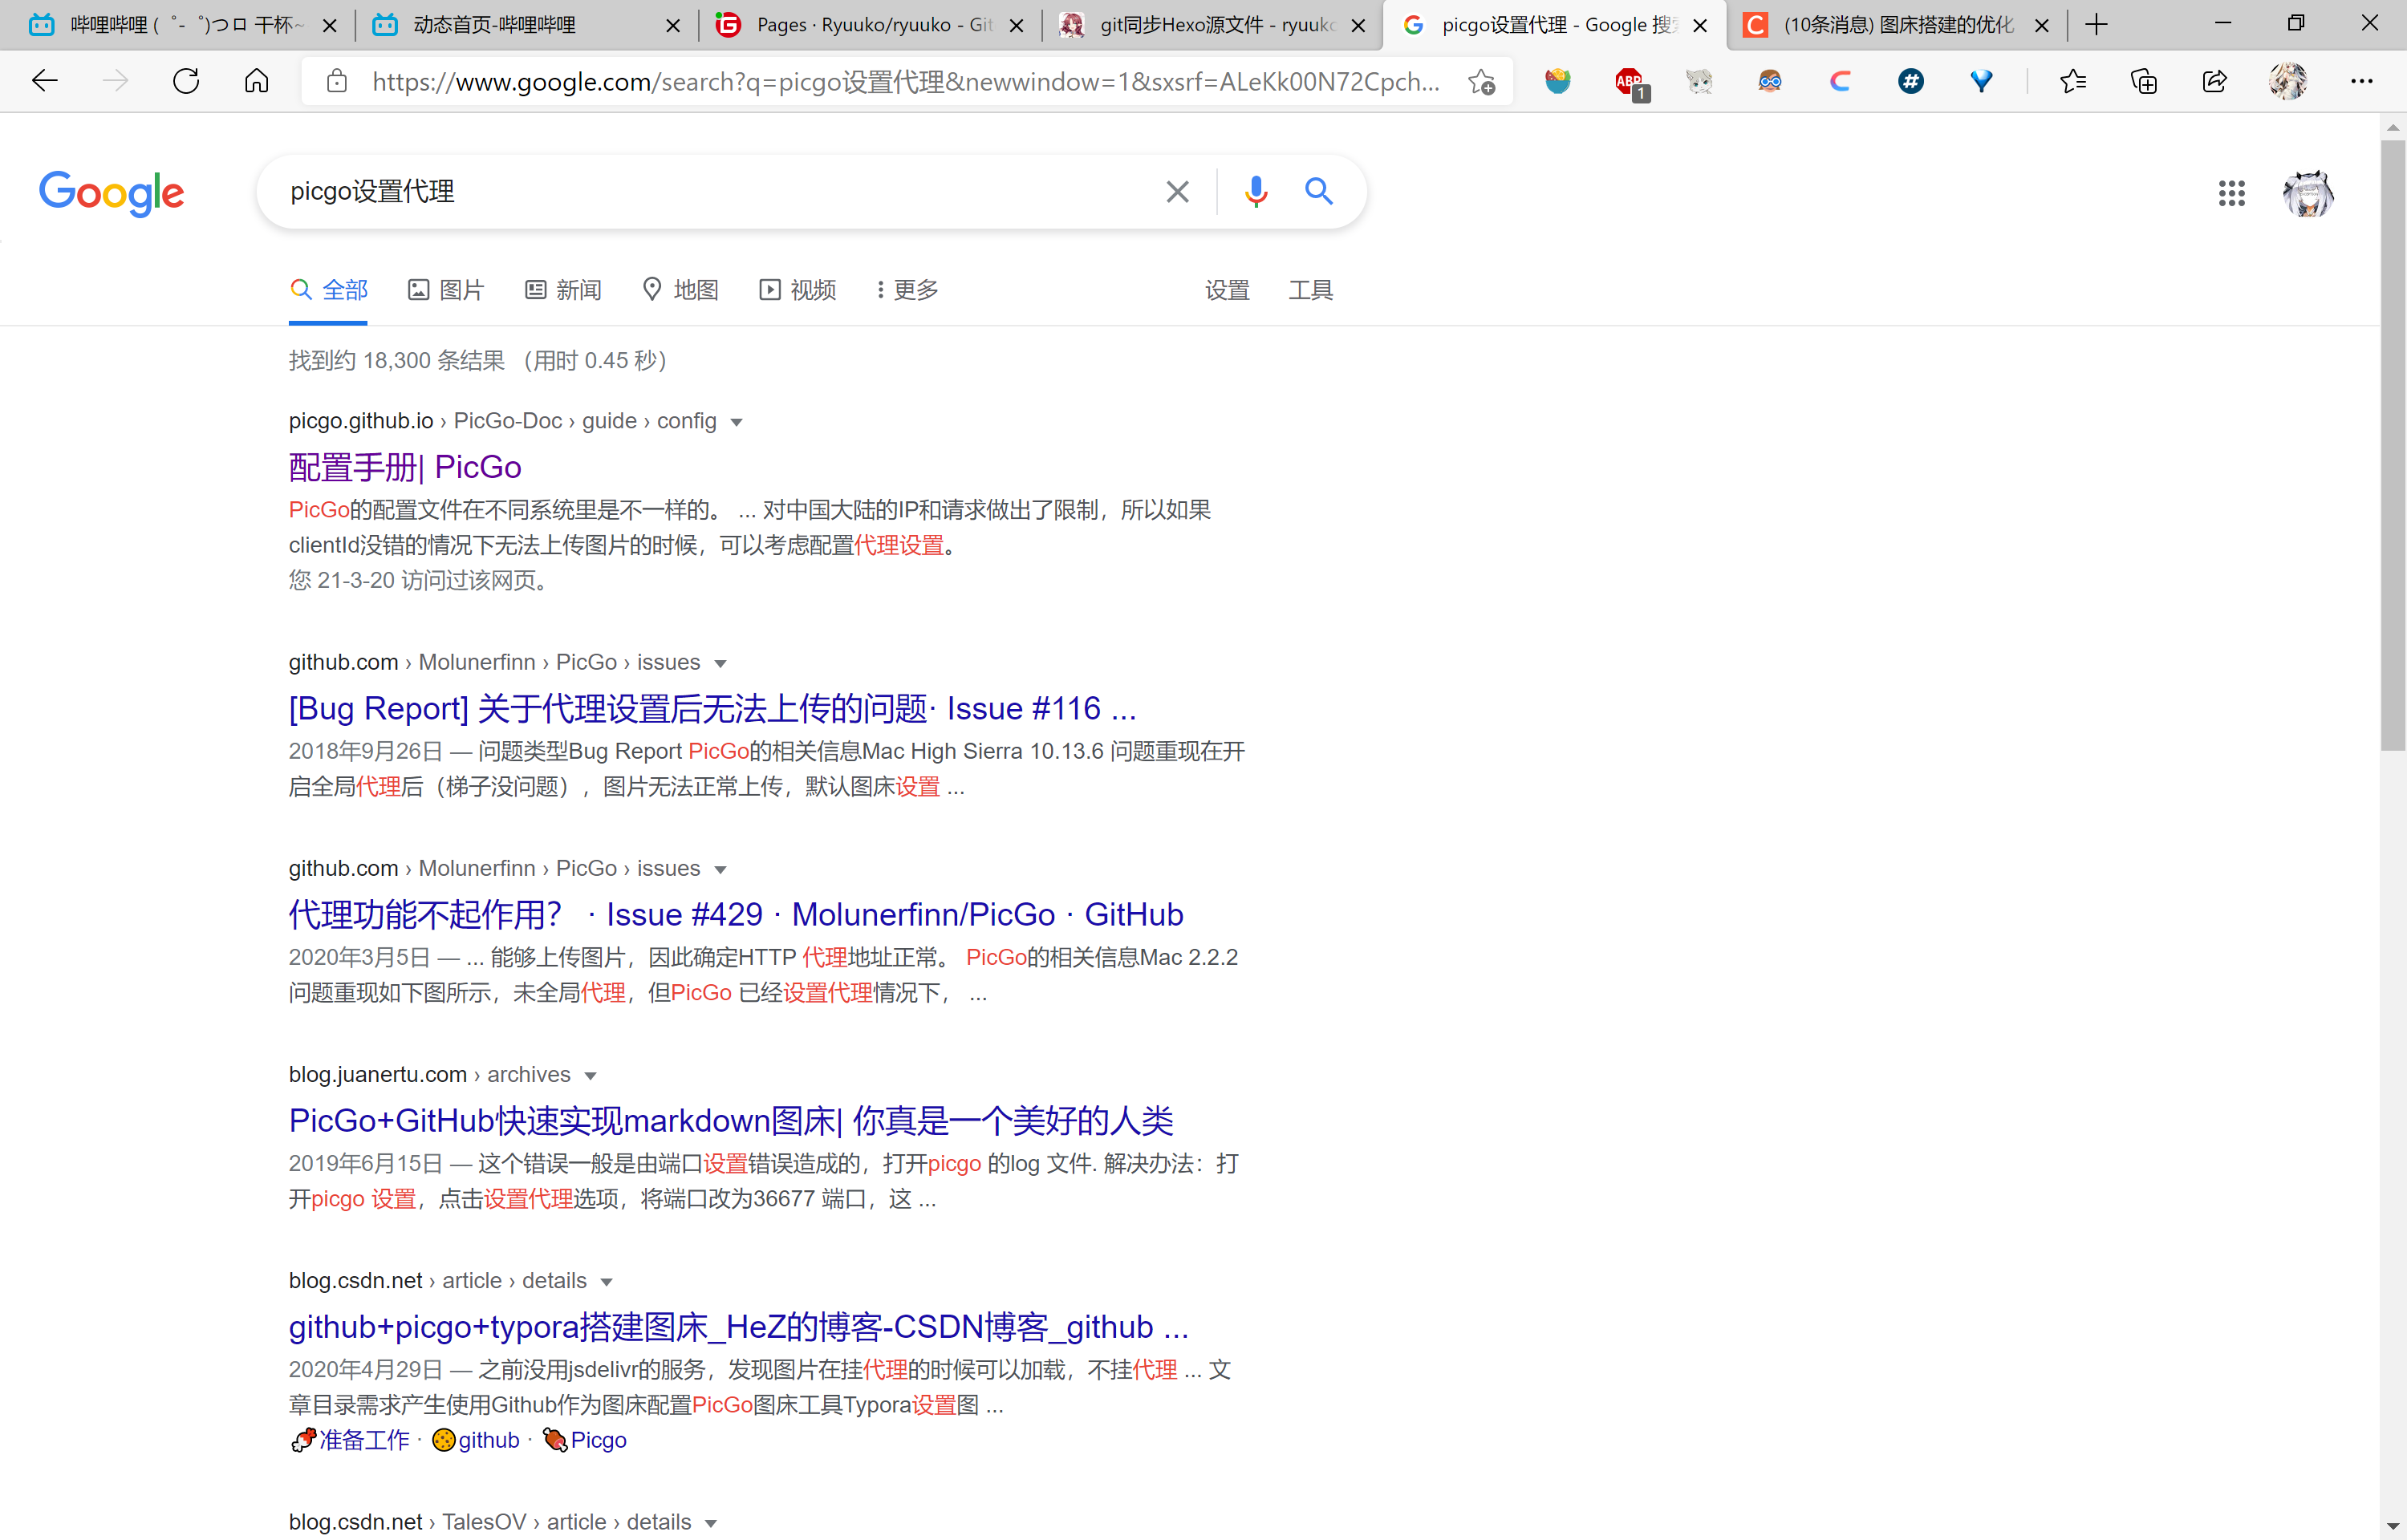 哔哩哔哩 (゜-゜)つロ 干杯~
动态首页-哔哩哔哩
Pages · Ryuuko/ryuuko - Git
git同步Hexo源文件 - ryuuko
picgo设置代理 - Google 搜索
(10条消息) 图床搭建的优化
https://www.google.com/search?q=picgo设置代理&newwindow=1&sxsrf=ALeKk00N72Cpch...
ABP
1
Google
picgo设置代理
全部
图片
新闻
地图
视频
更多
设置
工具
找到约 18,300 条结果 （用时 0.45 秒）
picgo.github.io › PicGo-Doc › guide › config
配置手册| PicGo
PicGo的配置文件在不同系统里是不一样的。 ... 对中国大陆的IP和请求做出了限制，所以如果
clientId没错的情况下无法上传图片的时候，可以考虑配置代理设置。
您 21-3-20 访问过该网页。
github.com › Molunerfinn › PicGo › issues
[Bug Report] 关于代理设置后无法上传的问题· Issue #116 ...
2018年9月26日 — 问题类型Bug Report PicGo的相关信息Mac High Sierra 10.13.6 问题重现在开
启全局代理后（梯子没问题），图片无法正常上传，默认图床设置 ...
github.com › Molunerfinn › PicGo › issues
代理功能不起作用？ · Issue #429 · Molunerfinn/PicGo · GitHub
2020年3月5日 — ... 能够上传图片，因此确定HTTP 代理地址正常。 PicGo的相关信息Mac 2.2.2
问题重现如下图所示，未全局代理，但PicGo 已经设置代理情况下， ...
blog.juanertu.com › archives
PicGo+GitHub快速实现markdown图床| 你真是一个美好的人类
2019年6月15日 — 这个错误一般是由端口设置错误造成的，打开picgo 的log 文件. 解决办法：打
开picgo 设置，点击设置代理选项，将端口改为36677 端口，这 ...
blog.csdn.net › article › details
github+picgo+typora搭建图床_HeZ的博客-CSDN博客_github ...
2020年4月29日 — 之前没用jsdelivr的服务，发现图片在挂代理的时候可以加载，不挂代理 ... 文
章目录需求产生使用Github作为图床配置PicGo图床工具Typora设置图 ...
准备工作 · github · Picgo
blog.csdn.net › TalesOV › article › details